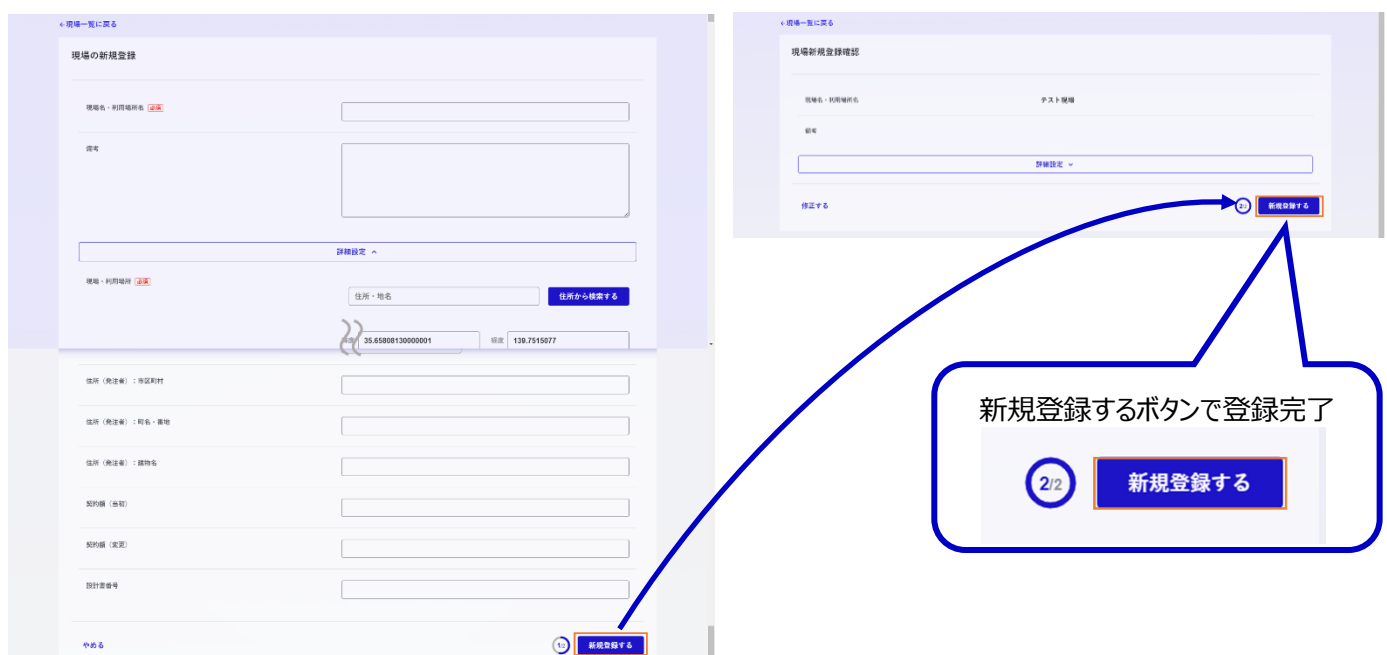 ←現場一覧に戻る
現場の新規登録
現場名・利用場所名 必須
備考
詳細設定 ^
現場・利用場所 必須
住所・地名
住所から検索する
緯度 35.65808130000001 経度 139.7515077
住所（発注者）：市区町村
住所（発注者）：町名・番地
住所（発注者）：建物名
契約額（当初）
契約額（変更）
設計書番号
やめる
1/2 新規登録する
←現場一覧に戻る
現場新規登録確認
現場名・利用場所名 テスト現場
備考
詳細設定
修正する
2/2 新規登録する
新規登録するボタンで登録完了
2/2 新規登録する